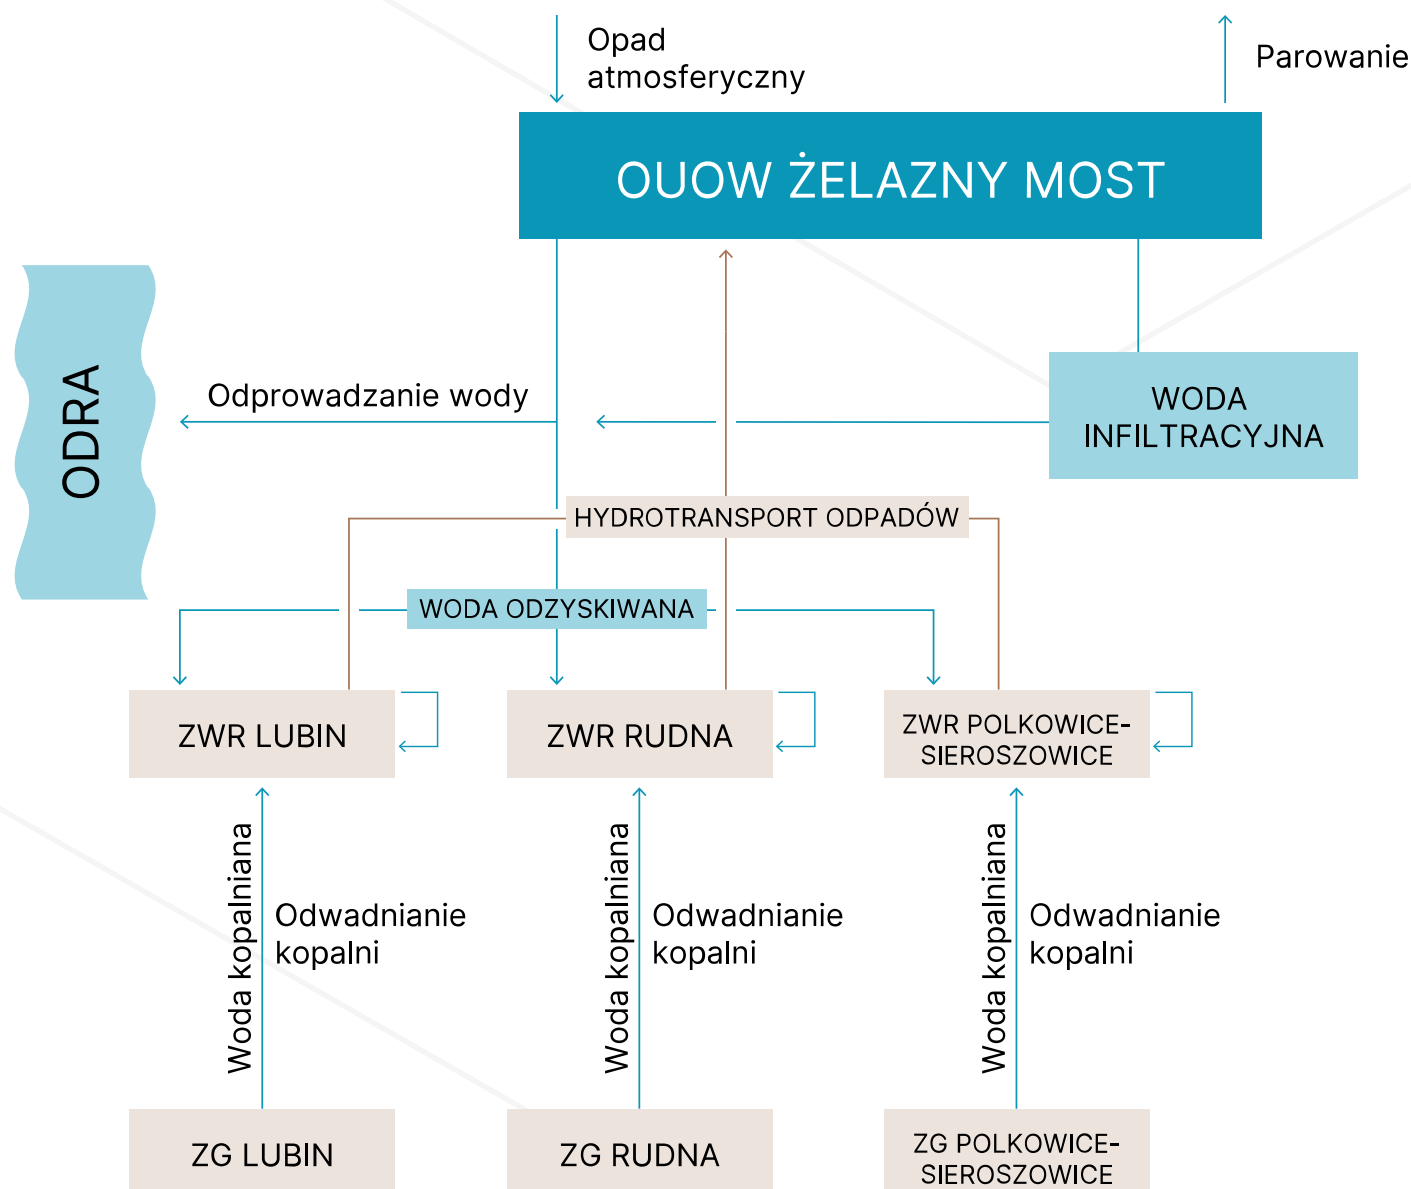 Opad
atmosferyczny
Parowanie
OUOW ŻELAZNY MOST
ODRA
Odprowadzanie wody
WODA
INFILTRACYJNA
HYDROTRANSPORT ODPADÓW
WODA ODZYSKIWANA
ZWR LUBIN
ZWR RUDNA
ZWR POLKOWICE-
SIEROSZOWICE
Woda kopalniana
Odwadnianie
kopalni
Woda kopalniana
Odwadnianie
kopalni
Woda kopalniana
Odwadnianie
kopalni
ZG LUBIN
ZG RUDNA
ZG POLKOWICE-
SIEROSZOWICE